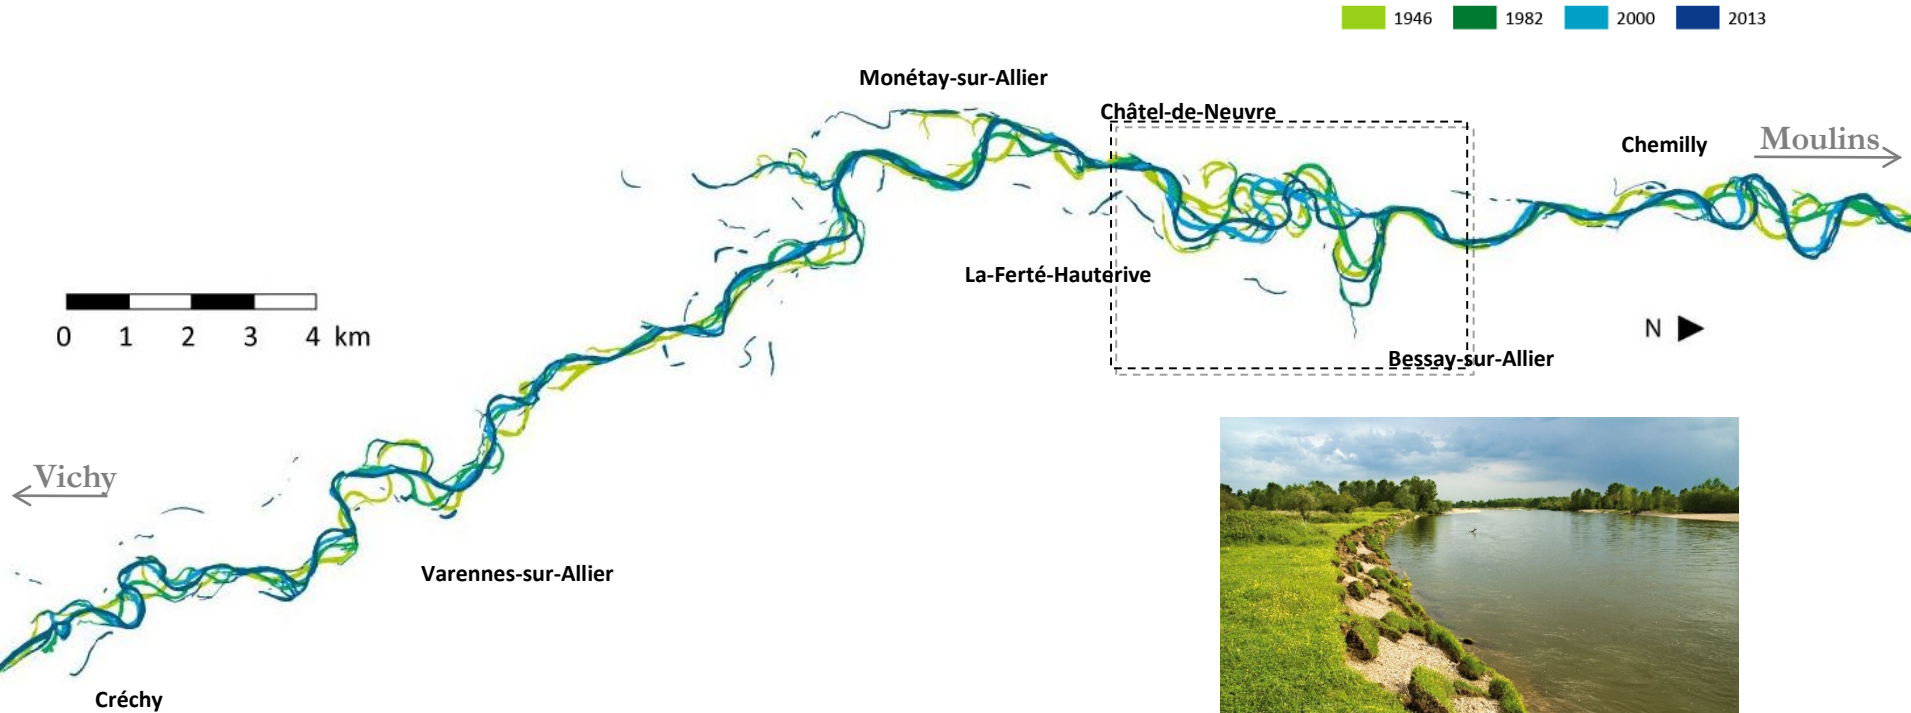 1946 1982 2000 2013
Monétay-sur-Allier
Châtel-de-Neuvre
Chemilly
Moulins
La-Ferté-Hauterive
0 1 2 3 4 km
N
Bessay-sur-Allier
Vichy
Varennes-sur-Allier
Créchy